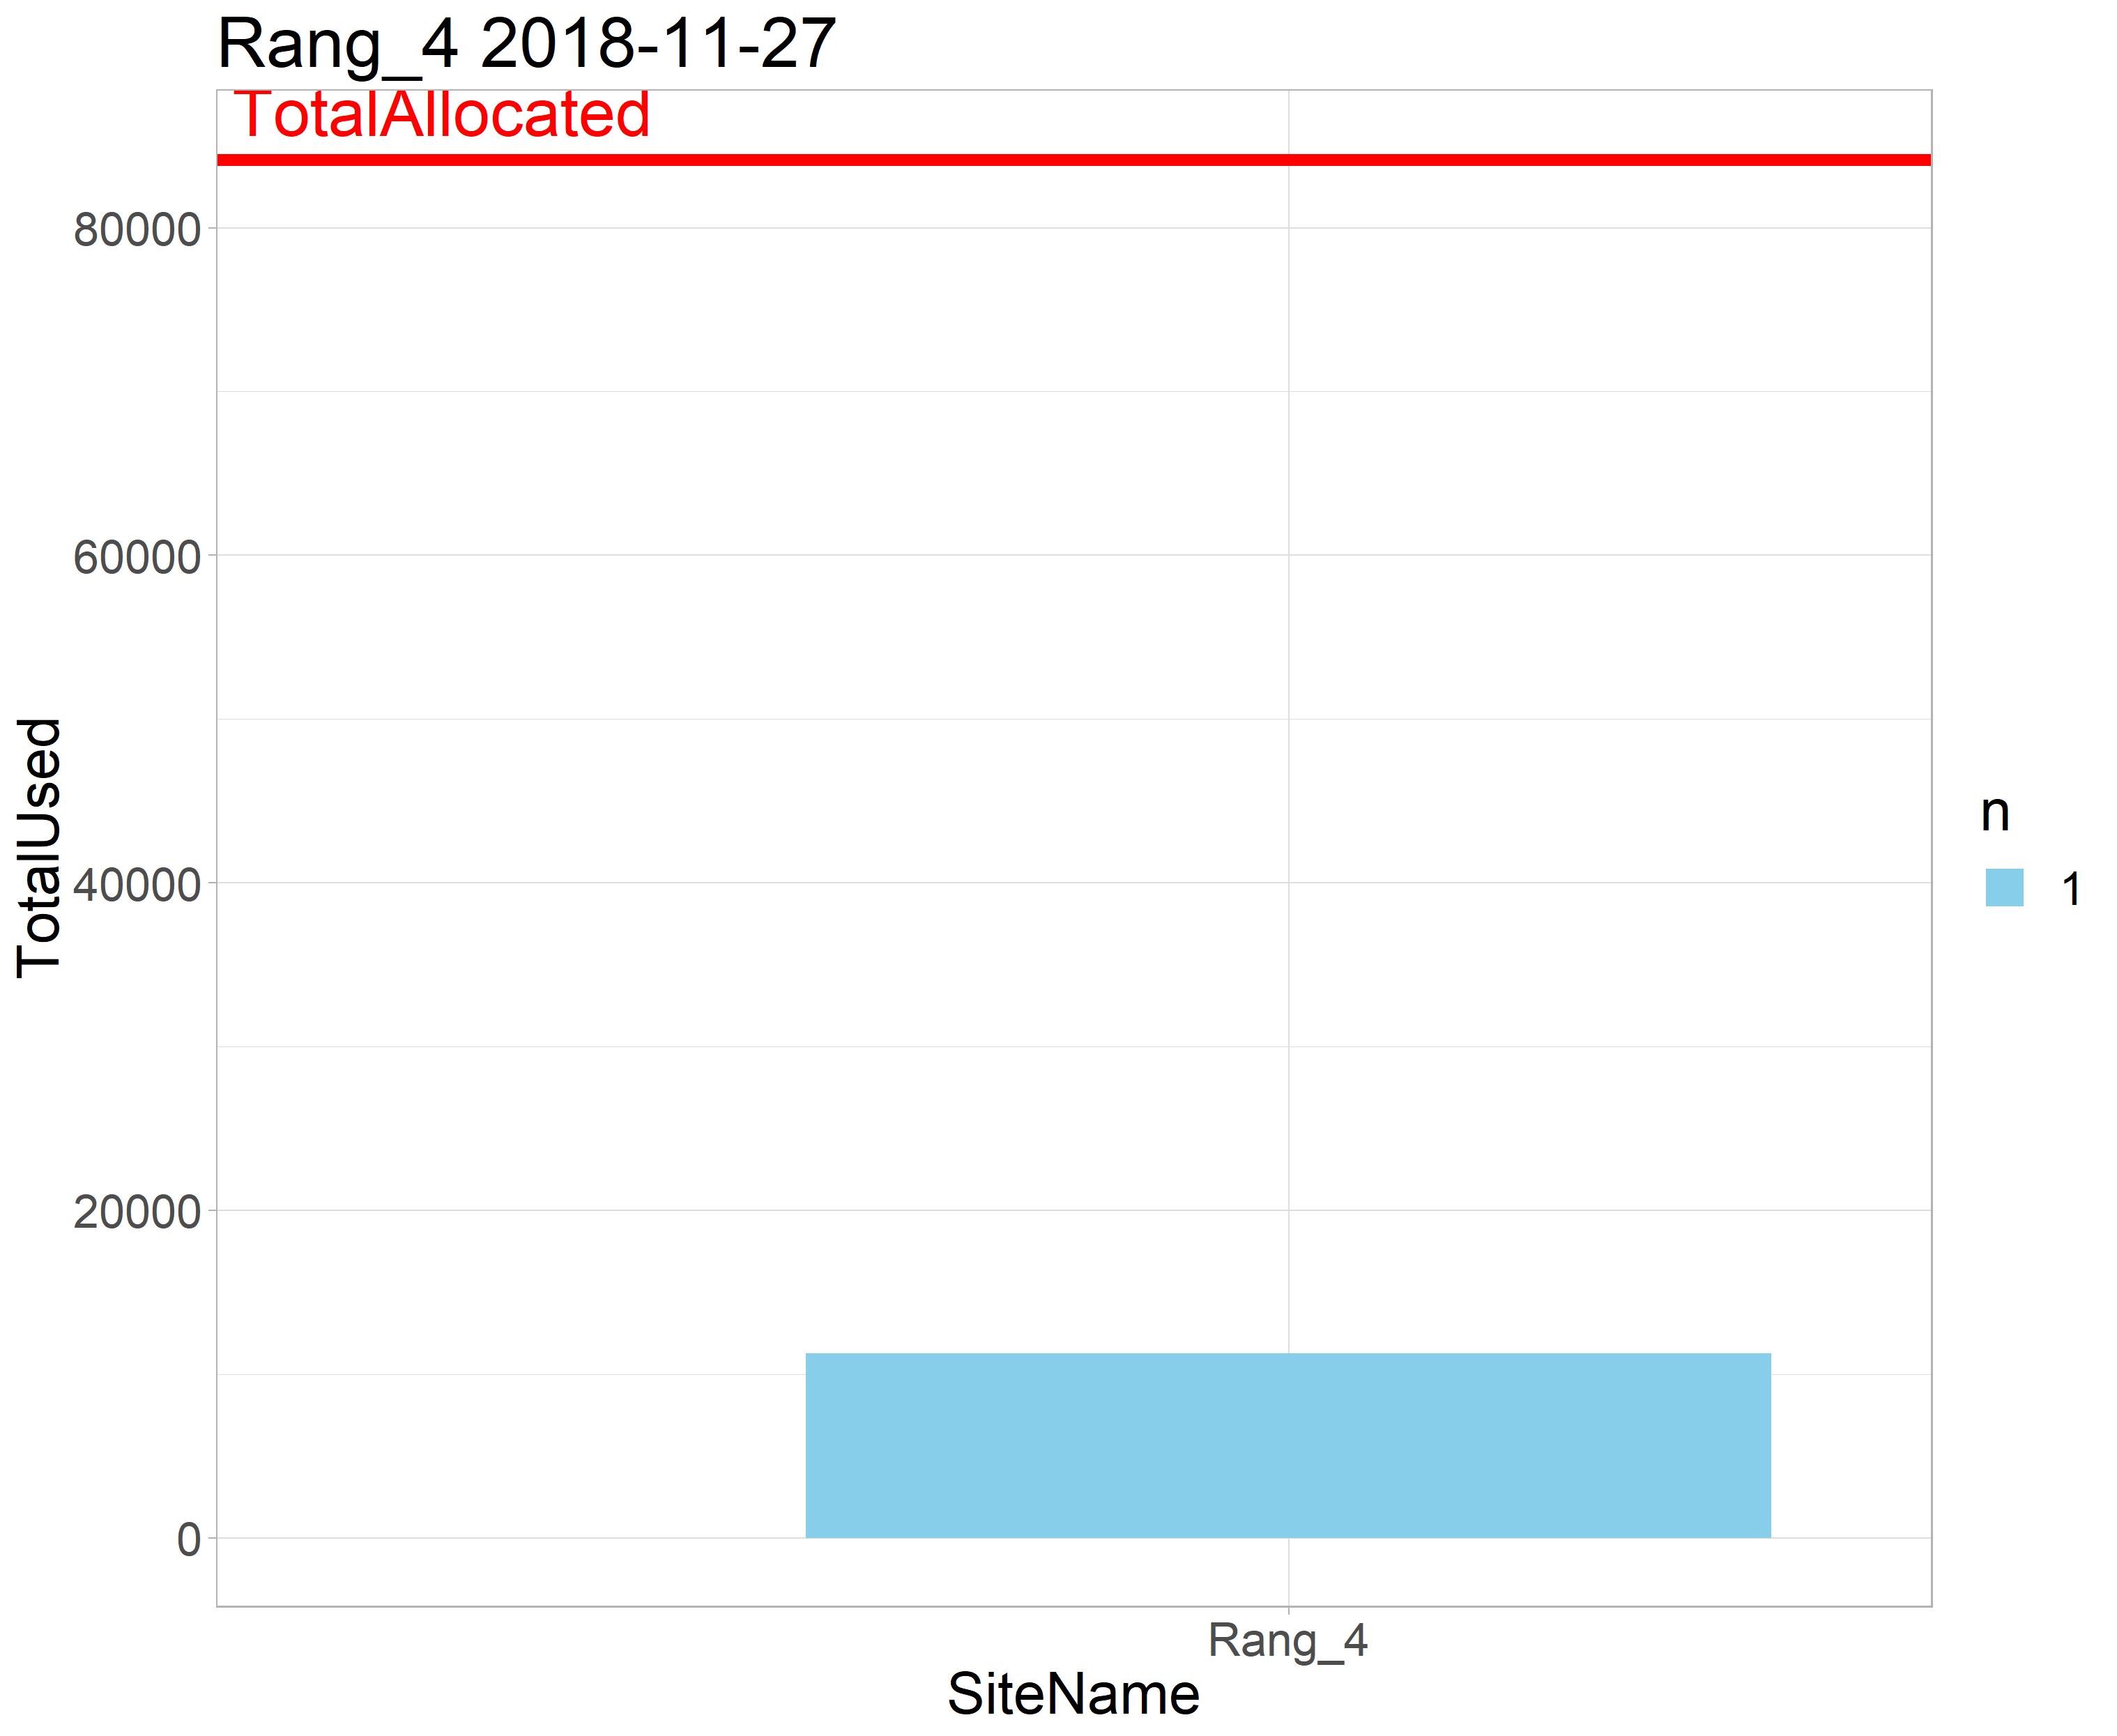 Rang_4 2018-11-27
TotalAllocated
80000
60000
40000
20000
0
TotalUsed
n
1
Rang_4
SiteName